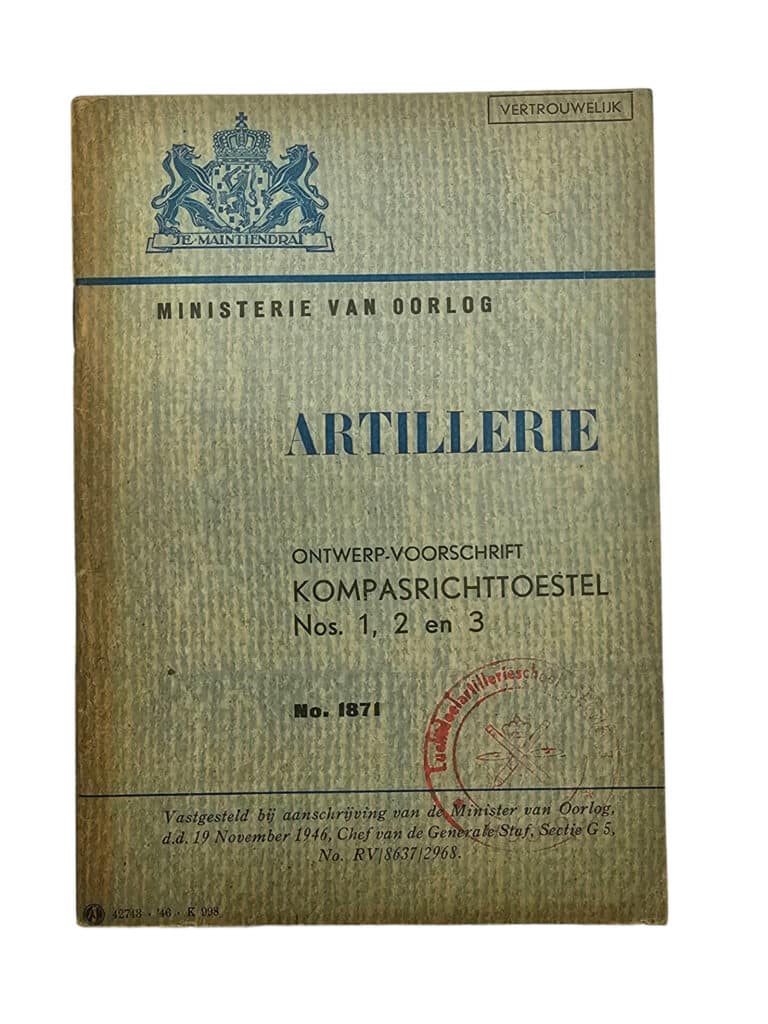 VERTROUWELIJK
JE·MAINTIENDRAI
MINISTERIE VAN OORLOG
ARTILLERIE
ONTWERP-VOORSCHRIFT
KOMPASRICHTTOESTEL
Nos. 1, 2 en 3
No. 1871
Luchtdoelartillerieschool
Vastgesteld bij aanschrijving van de Minister van Oorlog,
d.d. 19 November 1946, Chef van de Generale Staf, Sectie G 5,
No. RV/8637/2968.
42743 - '46 - K 998